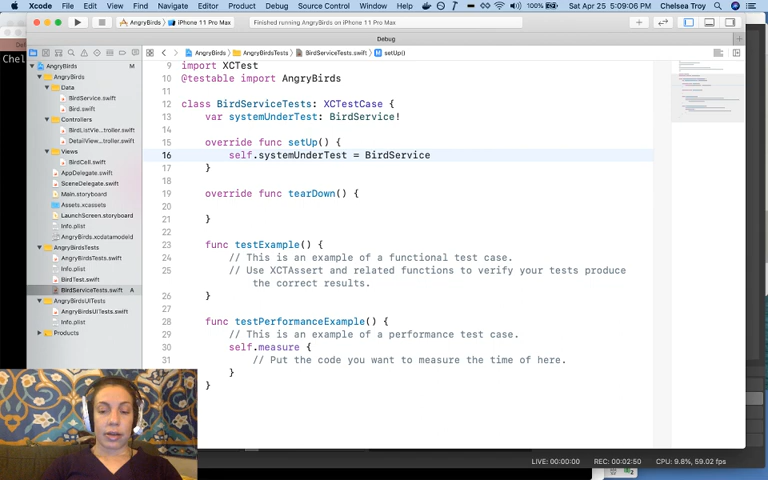 Xcode File Edit View Find Navigate Editor Product Debug Source Control Window Help 100% Sat Apr 25 5:09:06 PM Chelsea Troy
AngryBirds iPhone 11 Pro Max Finished running AngryBirds on iPhone 11 Pro Max
Debug
AngryBirds AngryBirdsTests BirdServiceTests.swift setUp()
Chel
AngryBirds M
AngryBirds
Data
BirdService.swift
Bird.swift
Controllers
BirdListVie...troller.swift
DetailView...troller.swift
Views
BirdCell.swift
AppDelegate.swift
SceneDelegate.swift
Main.storyboard
Assets.xcassets
LaunchScreen.storyboard
Info.plist
AngryBirds.xcdatamodeld
AngryBirdsTests
AngryBirdsTests.swift
Info.plist
BirdTest.swift
BirdServiceTests.swift A
AngryBirdsUITests
AngryBirdsUITests.swift
Info.plist
Products
9 import XCTest
10 @testable import AngryBirds
11
12 class BirdServiceTests: XCTestCase {
13 var systemUnderTest: BirdService!
14
15 override func setUp() {
16 self.systemUnderTest = BirdService
17 }
18
19 override func tearDown() {
20
21 }
22
23 func testExample() {
24 // This is an example of a functional test case.
25 // Use XCTAssert and related functions to verify your tests produce
the correct results.
26 }
27
28 func testPerformanceExample() {
29 // This is an example of a performance test case.
30 self.measure {
31 // Put the code you want to measure the time of here.
}
}
LIVE: 00:00:00 REC: 00:02:50 CPU: 9.8%, 59.02 fps